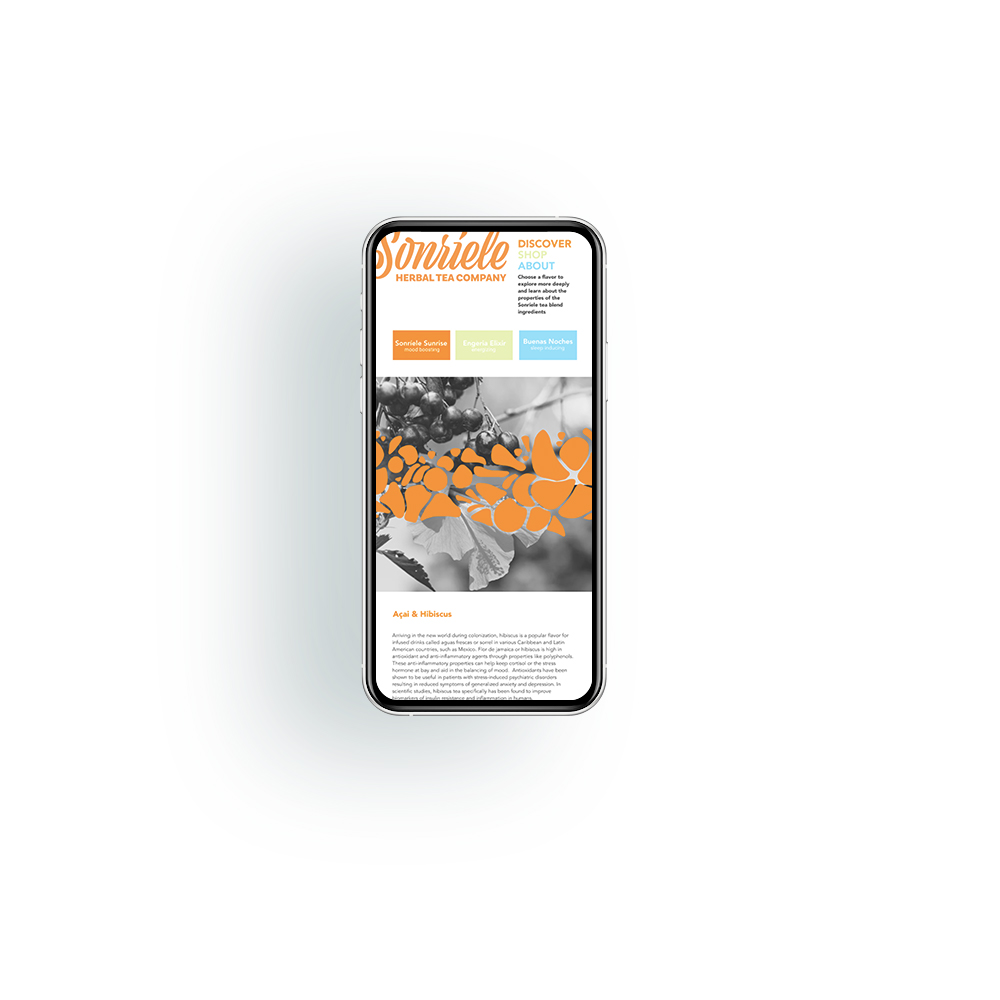 Sonríele
HERBAL TEA COMPANY
DISCOVER
SHOP
ABOUT
Choose a flavor to
explore more deeply
and learn about the
properties of the
Sonriele tea blend
ingredients
Sonriele Sunrise
mood boosting
Engería Elixir
energizing
Buenas Noches
sleep inducing
Açai & Hibiscus
Arriving in the new world during colonization, hibiscus is a popular flavor for
infused drinks called aguas frescas or sorrel in various Caribbean and Latin
American countries, such as Mexico. Flor de jamaica or hibiscus is high in
antioxidant and anti-inflammatory agents through properties like polyphenols.
These anti-inflammatory properties can help keep cortisol or the stress
hormone at bay and aid in the balancing of mood. Antioxidants have been
shown to be useful in patients with stress-induced psychiatric disorders
resulting in reduced symptoms of generalized anxiety and depression. In
scientific studies, hibiscus tea specifically has been found to improve
biomarkers of insulin resistance and inflammation in humans.